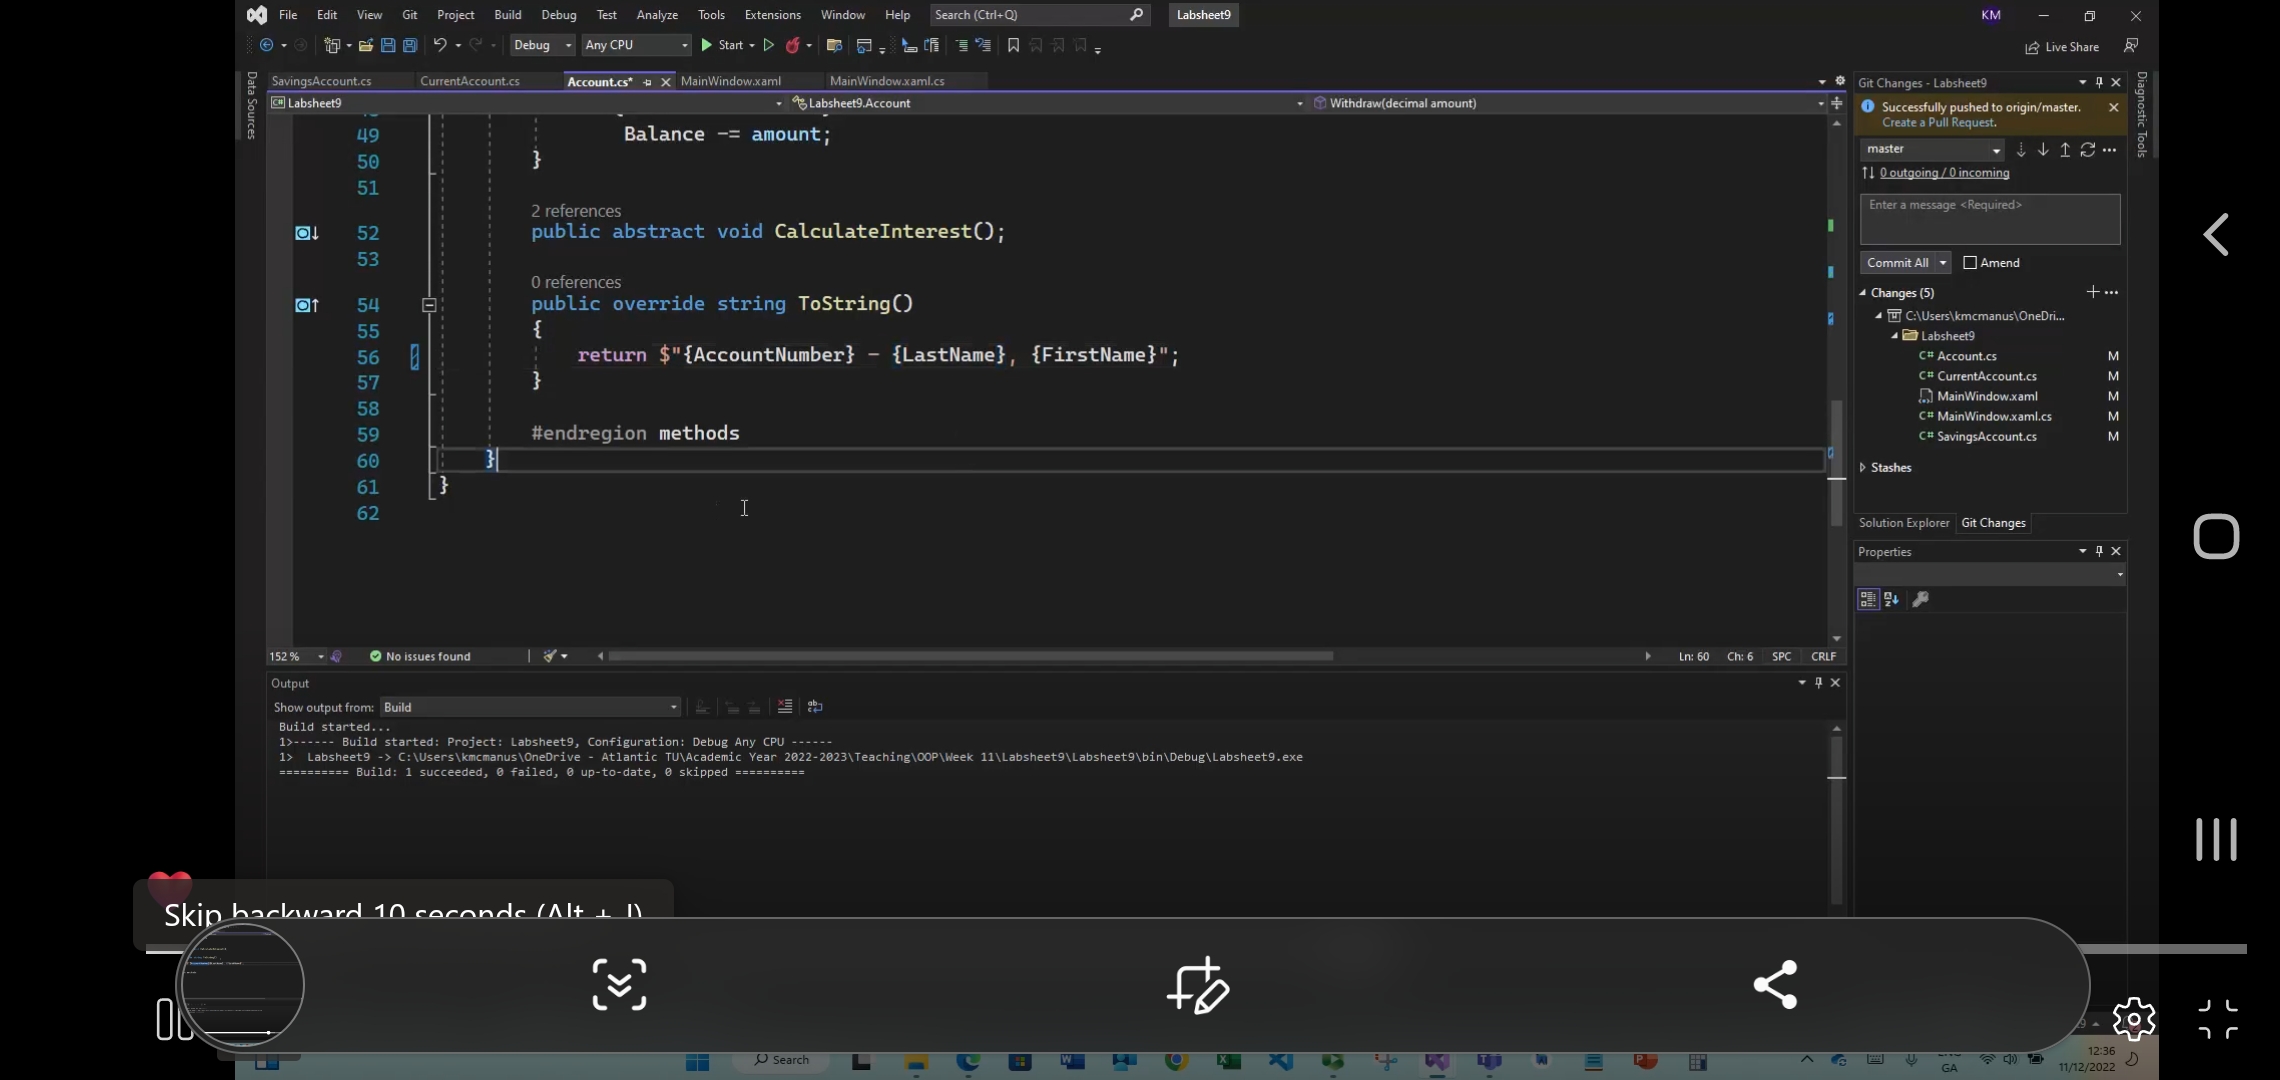 File Edit View Git Project Build Debug Test Analyze Tools Extensions Window Help Search (Ctrl+Q) Labsheet9 KM
Debug Any CPU Start Live Share
Data Sources
SavingsAccount.cs CurrentAccount.cs Account.cs* MainWindow.xaml MainWindow.xaml.cs
Labsheet9 Labsheet9.Account Withdraw(decimal amount)
49 Balance -= amount;
50 }
51
2 references
52 public abstract void CalculateInterest();
53
0 references
54 public override string ToString()
55 {
56 return $"{AccountNumber} - {LastName}, {FirstName}";
57 }
58
59 #endregion methods
60 }
61 }
62
152 % No issues found Ln: 60 Ch: 6 SPC CRLF
Output
Show output from: Build
Build started...
1>------ Build started: Project: Labsheet9, Configuration: Debug Any CPU ------
1> Labsheet9 -> C:\Users\kmcmanus\OneDrive - Atlantic TU\Academic Year 2022-2023\Teaching\OOP\Week 11\Labsheet9\Labsheet9\bin\Debug\Labsheet9.exe
========== Build: 1 succeeded, 0 failed, 0 up-to-date, 0 skipped ==========
Git Changes - Labsheet9
Successfully pushed to origin/master.
Create a Pull Request.
master
0 outgoing / 0 incoming
Enter a message <Required>
Commit All Amend
Changes (5)
C:\Users\kmcmanus\OneDri...
Labsheet9
C# Account.cs M
C# CurrentAccount.cs M
MainWindow.xaml M
C# MainWindow.xaml.cs M
C# SavingsAccount.cs M
Stashes
Solution Explorer Git Changes
Properties
Diagnostic Tools
Skip backward 10 seconds (Alt + J)
Search
GA
12:36
11/12/2022